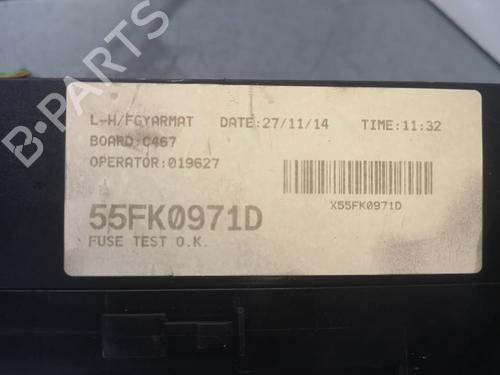 L-H/FGYARMAT DATE:27/11/14 TIME:11:32
BOARD:C467
OPERATOR:019627
X55FK0971D
55FK0971D
FUSE TEST O.K.
B-PARTS